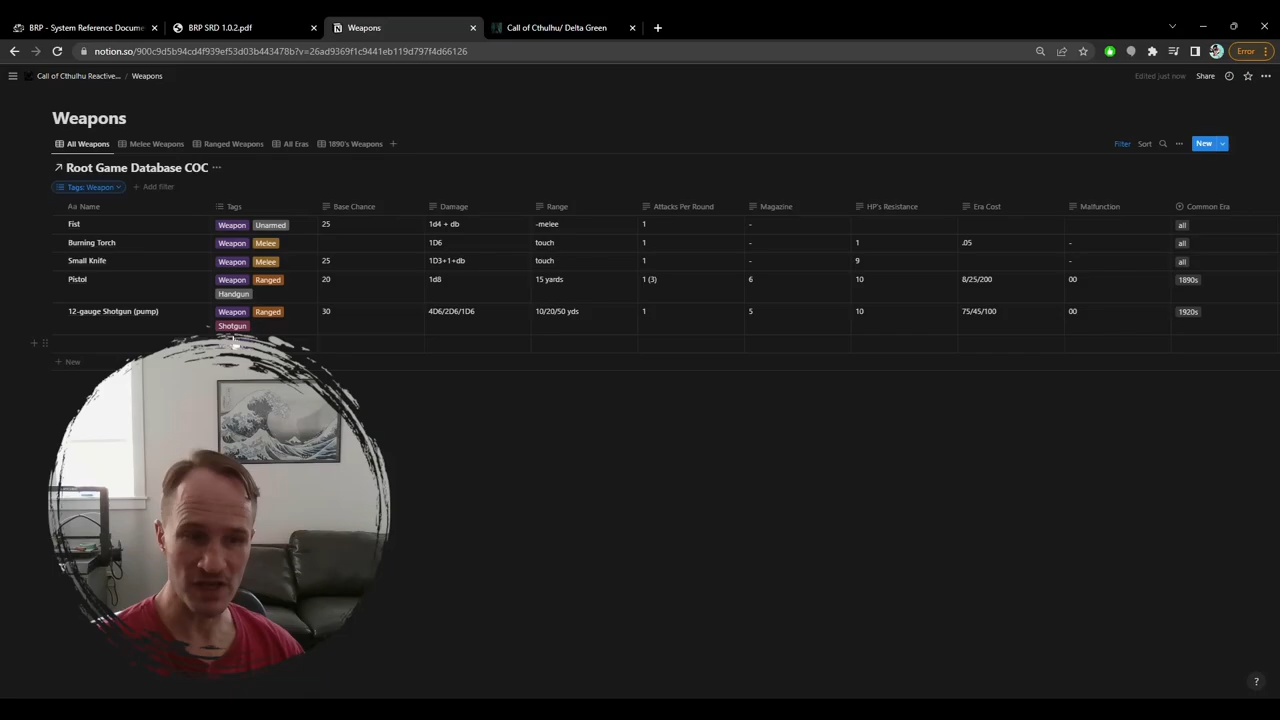 BRP - System Reference Docume
BRP SRD 1.0.2.pdf
Weapons
Call of Cthulhu/ Delta Green
notion.so/900c9d5b94cd4f939ef53d03b443478b?v=26ad9369f1c9441eb119d797f4d66126
Error
Call of Cthulhu Reactive... / Weapons
Edited just now
Share
Weapons
All Weapons Melee Weapons Ranged Weapons All Eras 1890's Weapons
Filter Sort New
Root Game Database COC
Tags: Weapon + Add filter
Aa Name Tags Base Chance Damage Range Attacks Per Round Magazine HP's Resistance Era Cost Malfunction Common Era
Fist Weapon Unarmed 25 1d4 + db -melee 1 - all
Burning Torch Weapon Melee 1D6 touch 1 - 1 .05 - all
Small Knife Weapon Melee 25 1D3+1+db touch 1 - 9 - all
Pistol Weapon Ranged 20 1d8 15 yards 1 (3) 6 10 8/25/200 00 1890s
Handgun
12-gauge Shotgun (pump) Weapon Ranged 30 4D6/2D6/1D6 10/20/50 yds 1 5 10 75/45/100 00 1920s
Shotgun
+ New
?